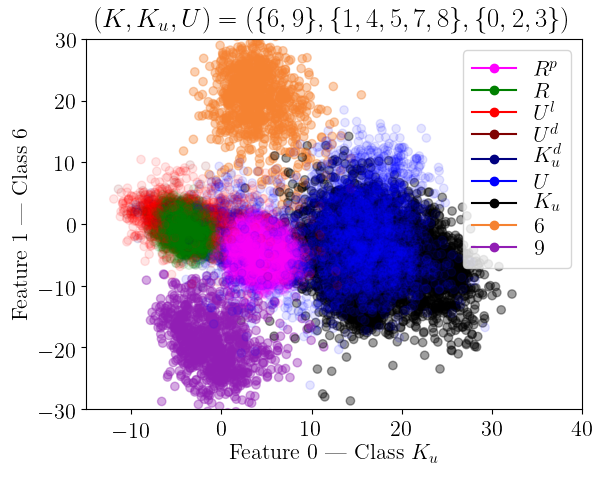 (K, K_u, U) = ({6, 9}, {1, 4, 5, 7, 8}, {0, 2, 3})
30
20
10
0
−10
−20
−30
Feature 1 — Class 6
R^p
R
U^l
U^d
K_u^d
U
K_u
6
9
−10
0
10
20
30
40
Feature 0 — Class K_u